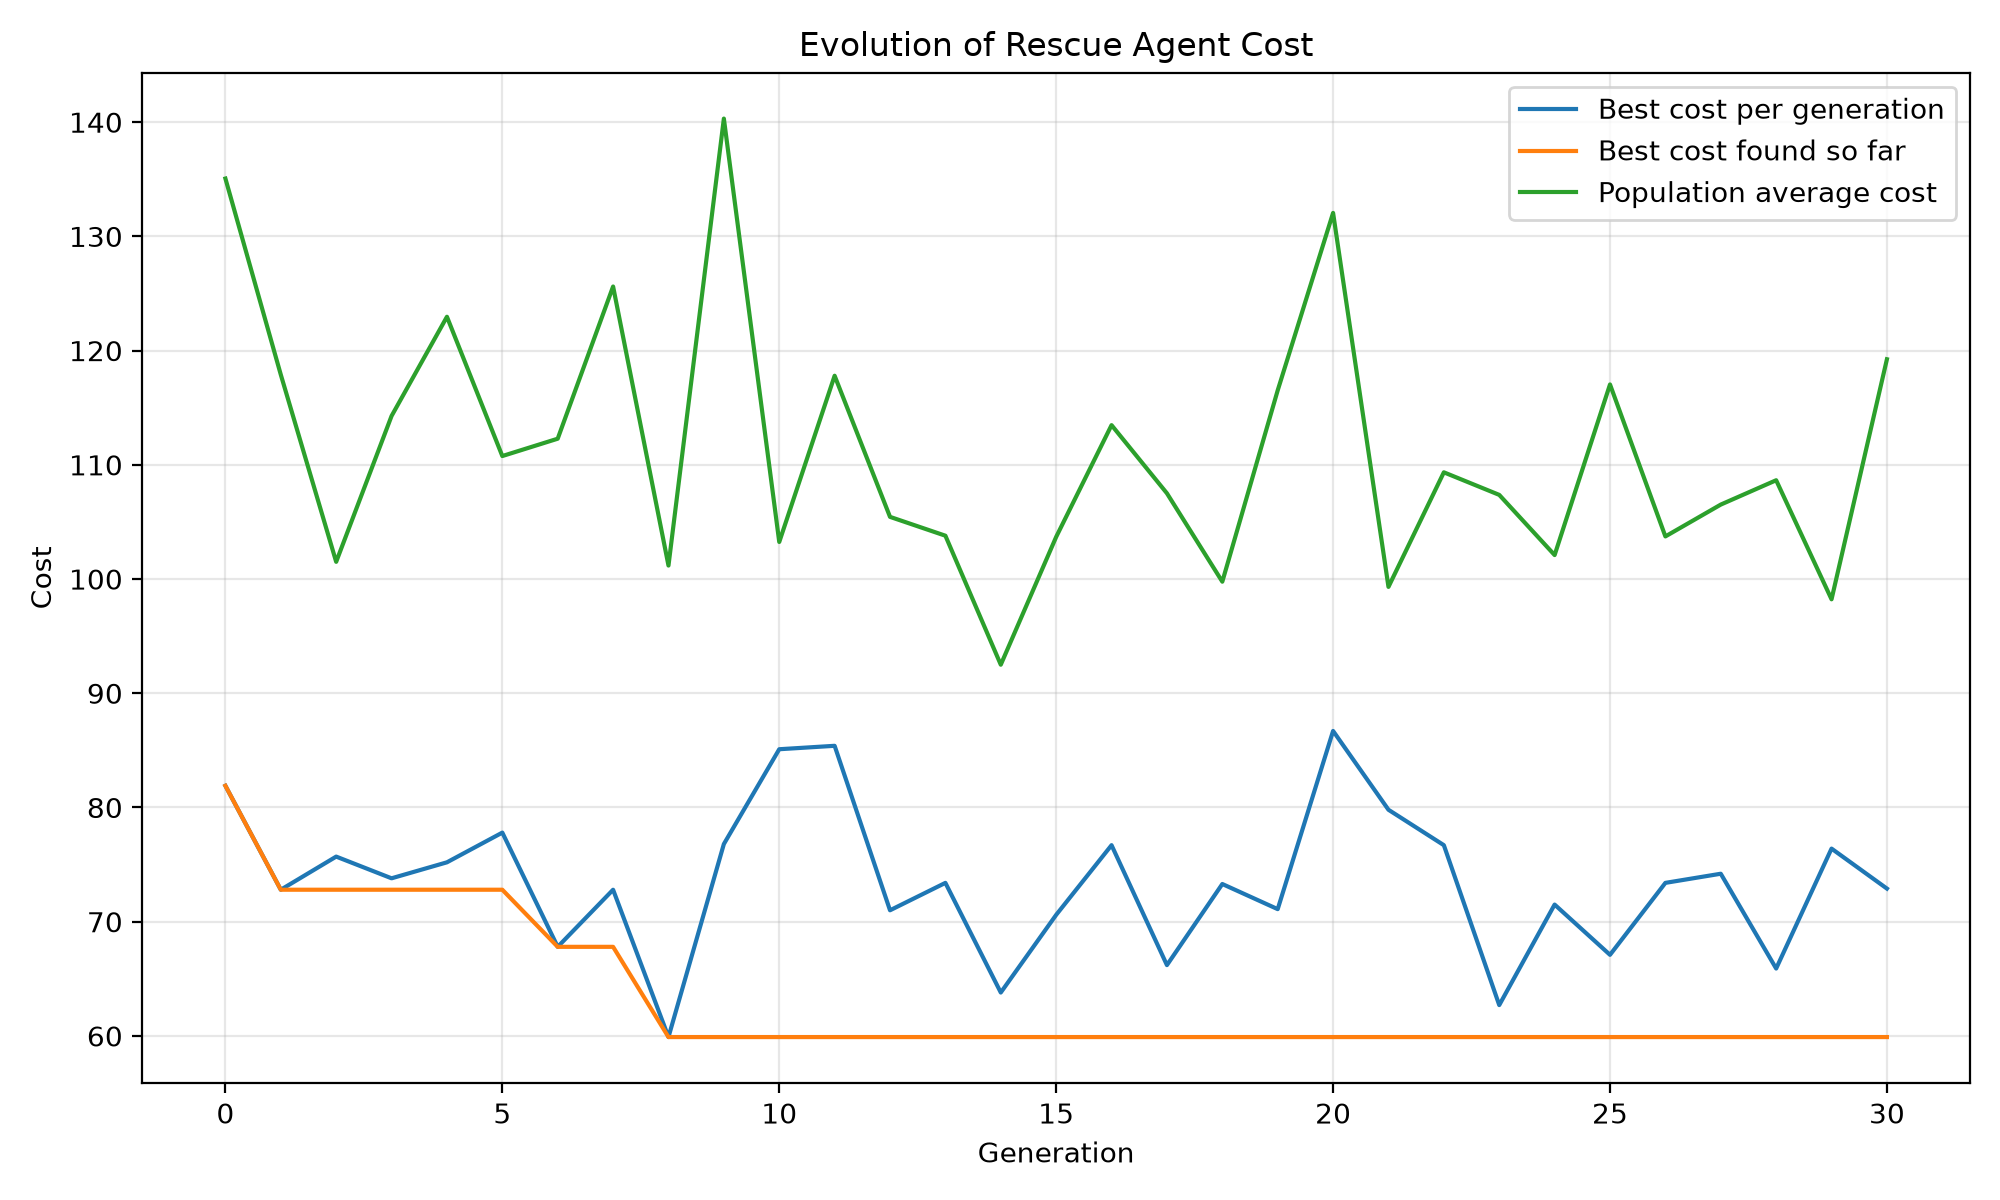 Evolution of Rescue Agent Cost
Best cost per generation
Best cost found so far
Population average cost
140
130
120
110
100
90
80
70
60
Cost
0 5 10 15 20 25 30
Generation